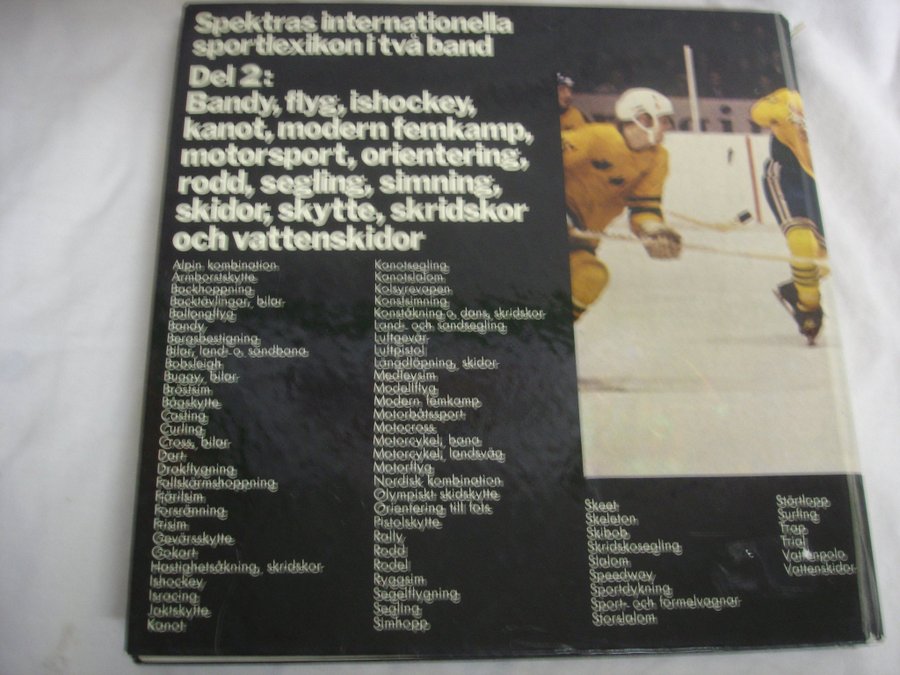 Spektras internationella
sportlexikon i två band
Del 2:
Bandy, flyg, ishockey,
kanot, modern femkamp,
motorsport, orientering,
rodd, segling, simning,
skidor, skytte, skridskor
och vattenskidor
Alpin kombination
Armborstskytte
Backhoppning
Backtävlingar, bilar
Ballongflyg
Bandy
Bergsbestigning
Bilar, land- o. sandbana
Bobsleigh
Buggy, bilar
Bröstsim
Bågskytte
Casting
Curling
Cross, bilar
Dart
Drakflygning
Fallskärmshoppning
Fjärilsim
Forsränning
Frisim
Gevärsskytte
Gokart
Hastighetsåkning, skridskor
Ishockey
Isracing
Jaktskytte
Kanot
Kanotsegling
Kanotslalom
Kolsyrevapen
Konstsimning
Konståkning o. dans, skridskor
Land- och sandsegling
Luftgevär
Luftpistol
Längdlöpning, skidor
Medleysim
Modellflyg
Modern femkamp
Motorbåtssport
Motocross
Motorcykel, bana
Motorcykel, landsväg
Motorflyg
Nordisk kombination
Olympiskt skidskytte
Orientering till fots
Pistolskytte
Rally
Rodd
Rodel
Ryggsim
Segelflygning
Segling
Simhopp
Skeet
Skeleton
Skibob
Skridskosegling
Slalom
Speedway
Sportdykning
Sport- och formelvagnar
Storslalom
Störtlopp
Surfing
Trap
Trial
Vattenpolo
Vattenskidor